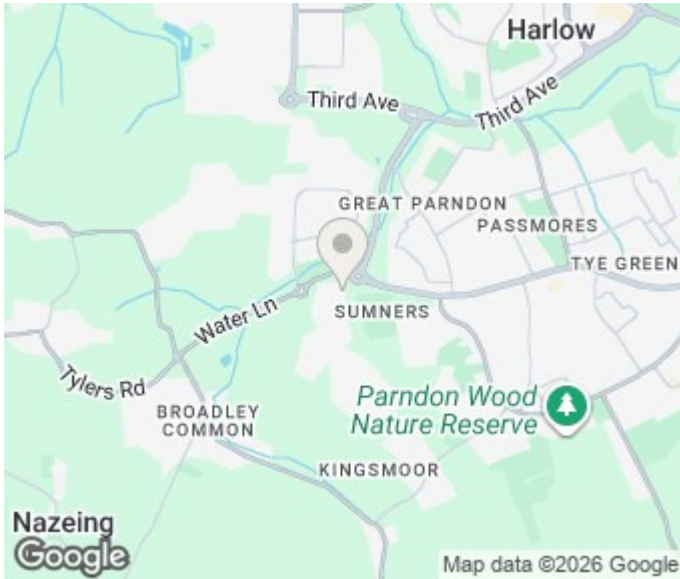 Harlow
Third Ave
Third Ave
GREAT PARNDON
PASSMORES
TYE GREEN
Water Ln
SUMNERS
Tylers Rd
BROADLEY
COMMON
Parndon Wood
Nature Reserve
KINGSMOOR
Nazeing
Google
Map data ©2026 Google